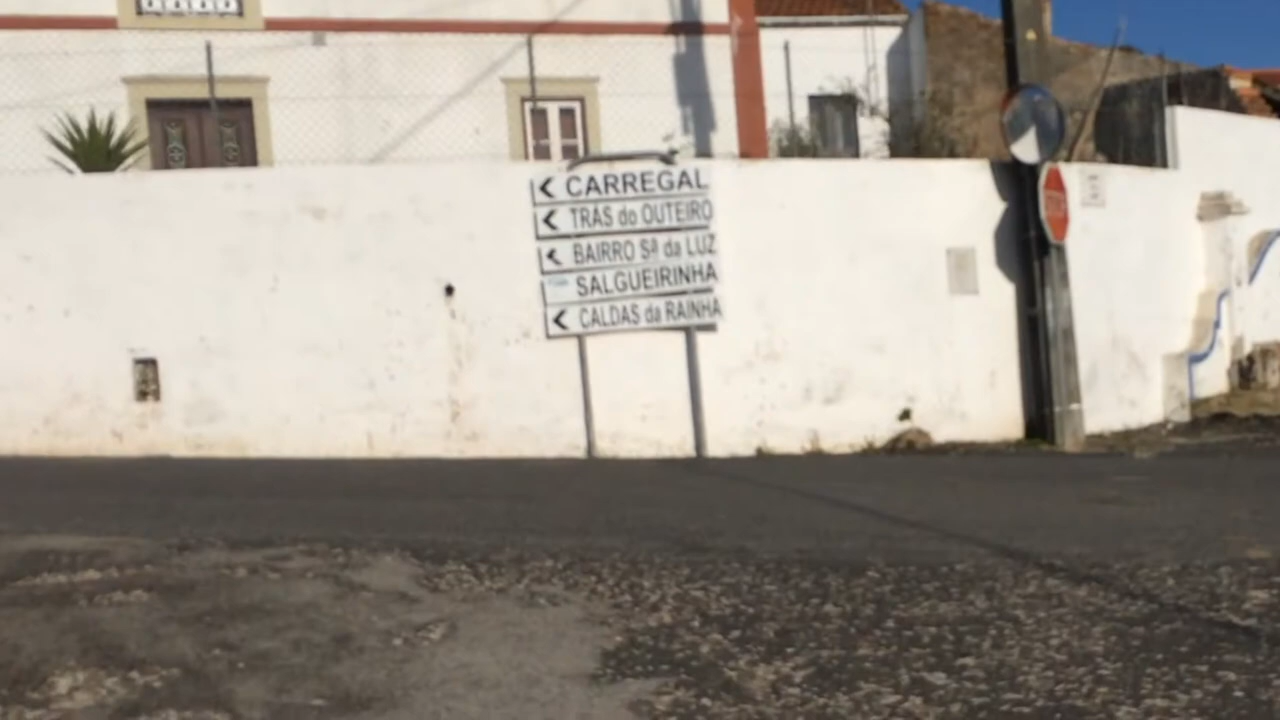 CARREGAL
TRÁS do OUTEIRO
BAIRRO Sª da LUZ
SALGUEIRINHA
CALDAS da RAINHA